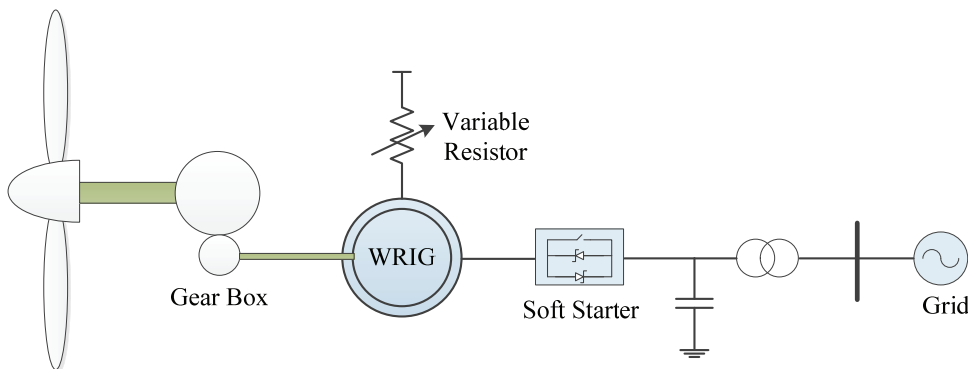 Variable
Resistor
WRIG
Gear Box
Soft Starter
Grid